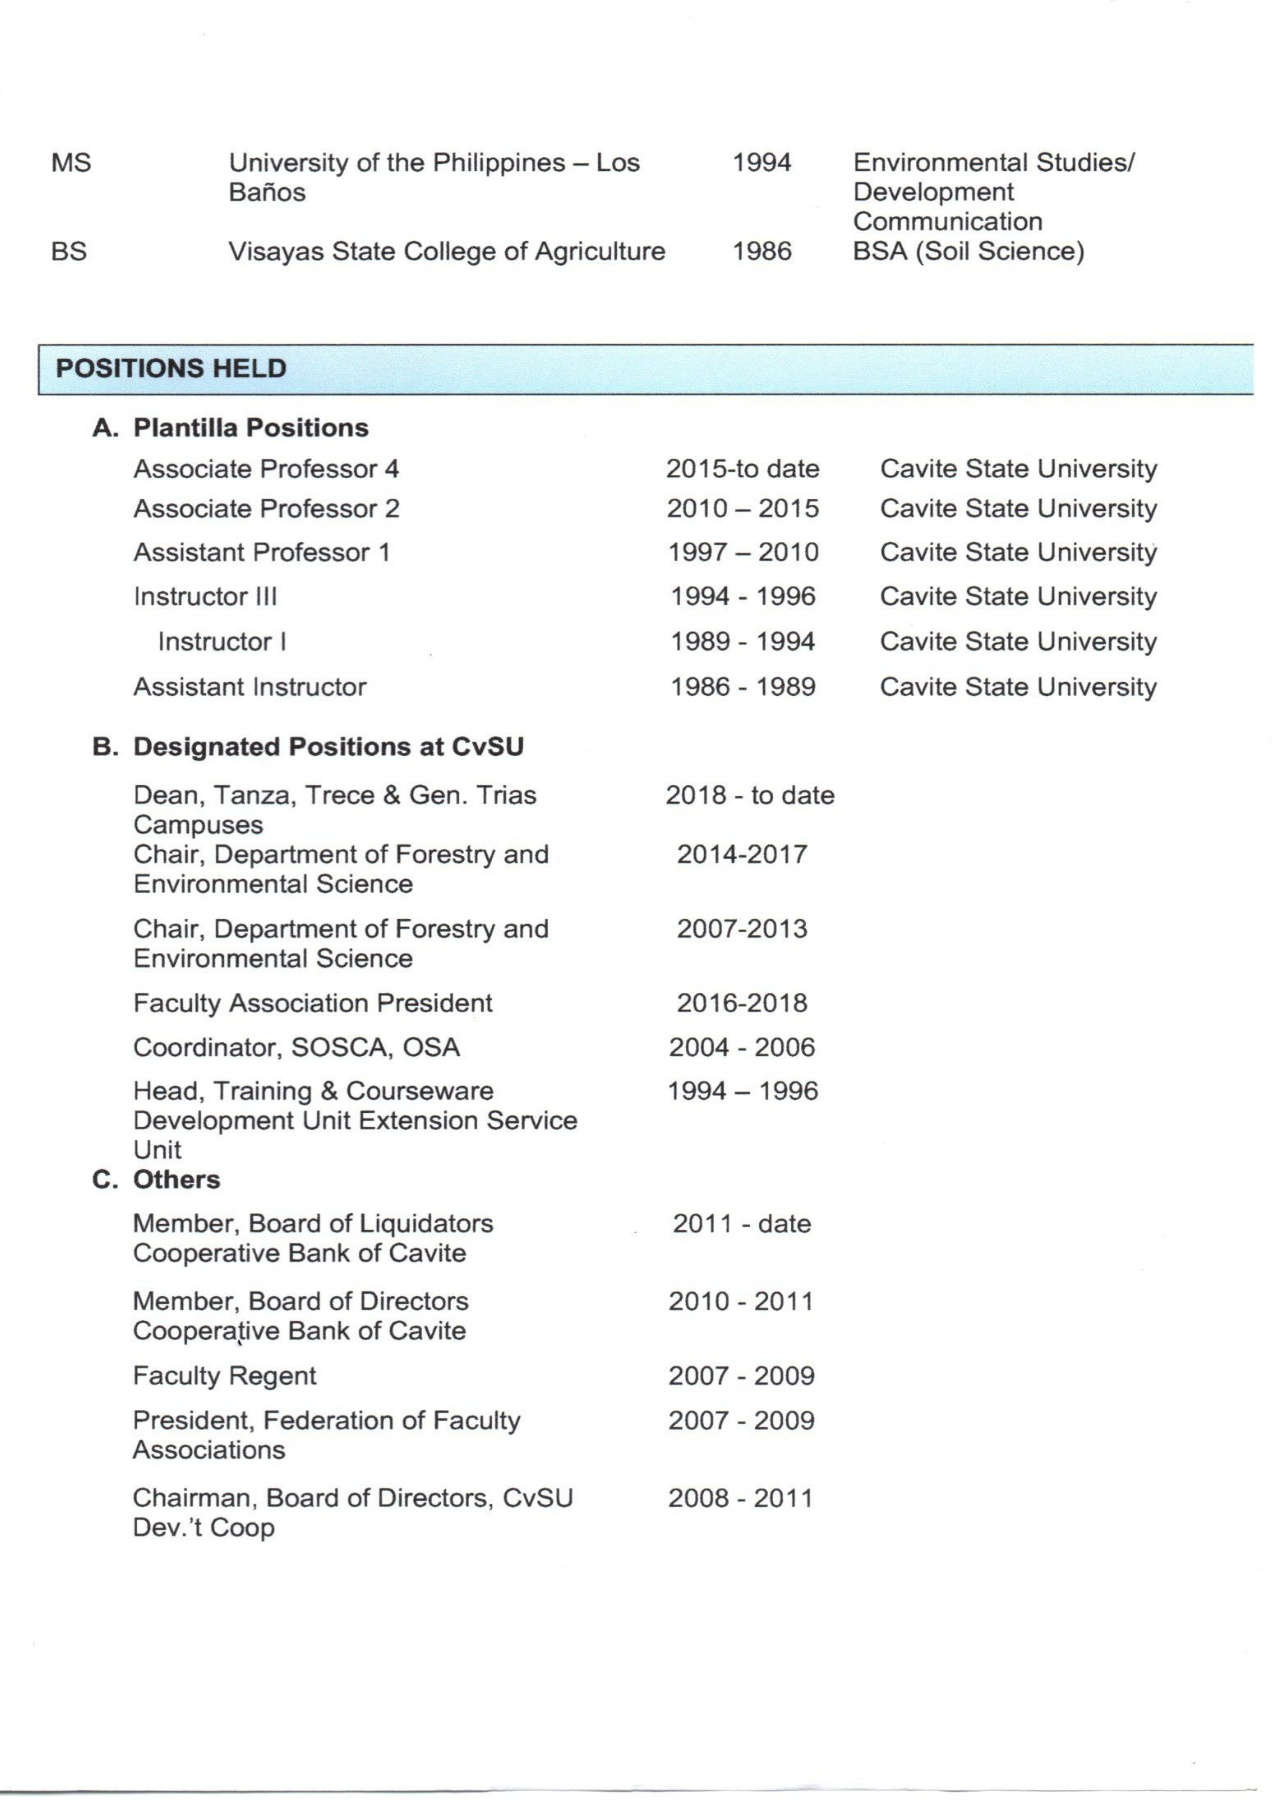 MS University of the Philippines – Los 1994 Environmental Studies/
Baños Development
Communication
BS Visayas State College of Agriculture 1986 BSA (Soil Science)
POSITIONS HELD
A. Plantilla Positions
Associate Professor 4 2015-to date Cavite State University
Associate Professor 2 2010 – 2015 Cavite State University
Assistant Professor 1 1997 – 2010 Cavite State University
Instructor III 1994 - 1996 Cavite State University
Instructor I 1989 - 1994 Cavite State University
Assistant Instructor 1986 - 1989 Cavite State University
B. Designated Positions at CvSU
Dean, Tanza, Trece & Gen. Trias 2018 - to date
Campuses
Chair, Department of Forestry and 2014-2017
Environmental Science
Chair, Department of Forestry and 2007-2013
Environmental Science
Faculty Association President 2016-2018
Coordinator, SOSCA, OSA 2004 - 2006
Head, Training & Courseware 1994 – 1996
Development Unit Extension Service
Unit
C. Others
Member, Board of Liquidators 2011 - date
Cooperative Bank of Cavite
Member, Board of Directors 2010 - 2011
Cooperative Bank of Cavite
Faculty Regent 2007 - 2009
President, Federation of Faculty 2007 - 2009
Associations
Chairman, Board of Directors, CvSU 2008 - 2011
Dev.'t Coop